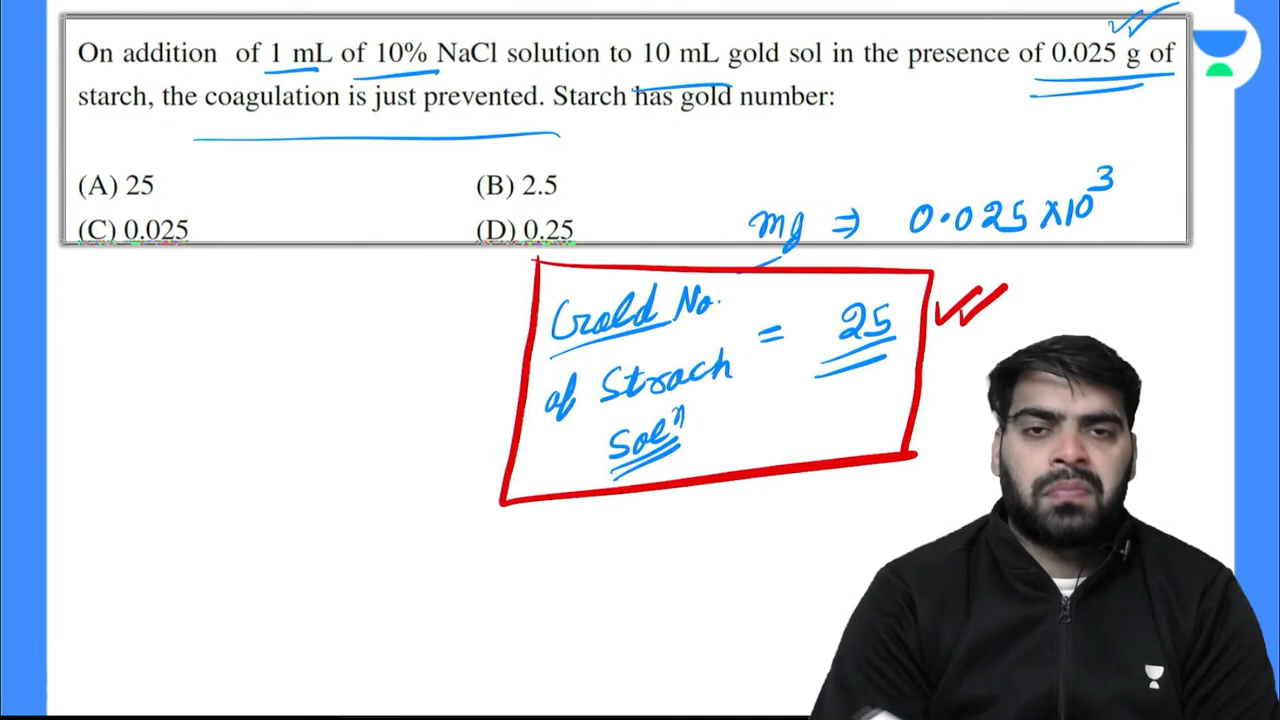 On addition of 1 mL of 10% NaCl solution to 10 mL gold sol in the presence of 0.025 g of
starch, the coagulation is just prevented. Starch has gold number:
(A) 25 (B) 2.5
(C) 0.025 (D) 0.25
mg ⇒ 0.025 × 10³
Gold No.
of Strach = 25
Solⁿ